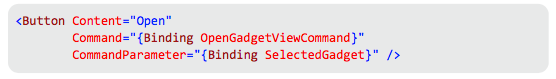 <Button Content="Open"
        Command="{Binding OpenGadgetViewCommand}"
        CommandParameter="{Binding SelectedGadget}" />